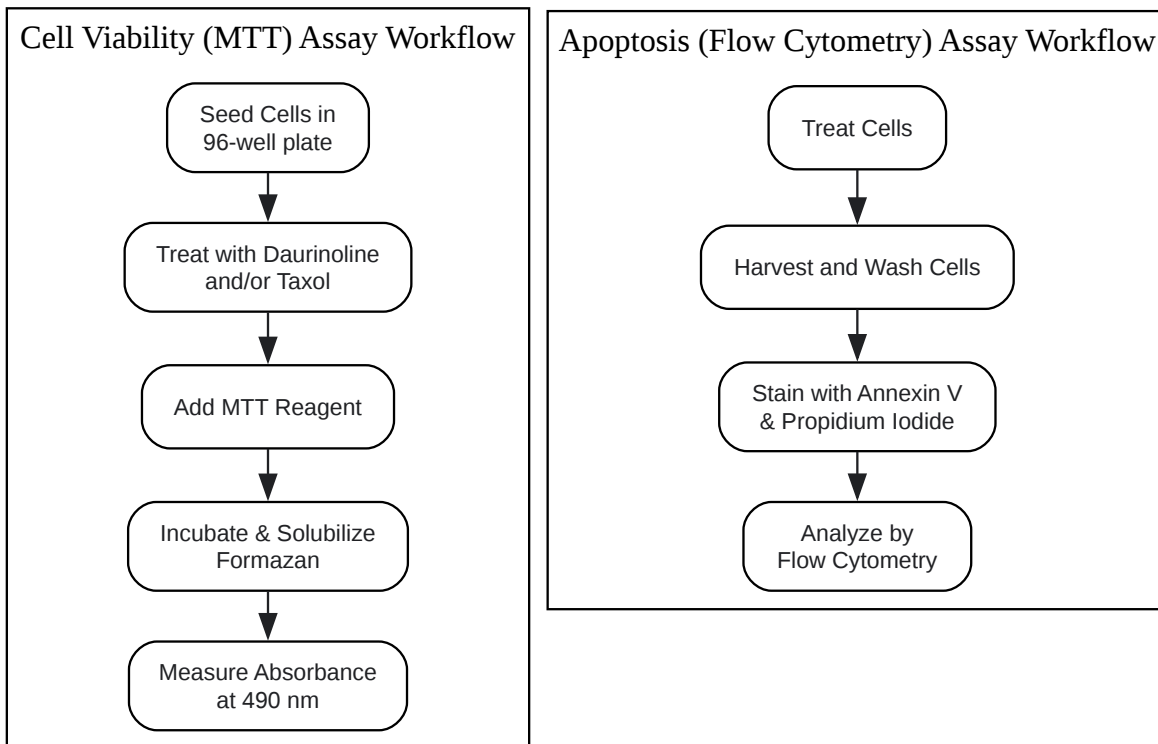 Cell Viability (MTT) Assay Workflow
Seed Cells in
96-well plate
Treat with Daurinoline
and/or Taxol
Add MTT Reagent
Incubate & Solubilize
Formazan
Measure Absorbance
at 490 nm
Apoptosis (Flow Cytometry) Assay Workflow
Treat Cells
Harvest and Wash Cells
Stain with Annexin V
& Propidium Iodide
Analyze by
Flow Cytometry